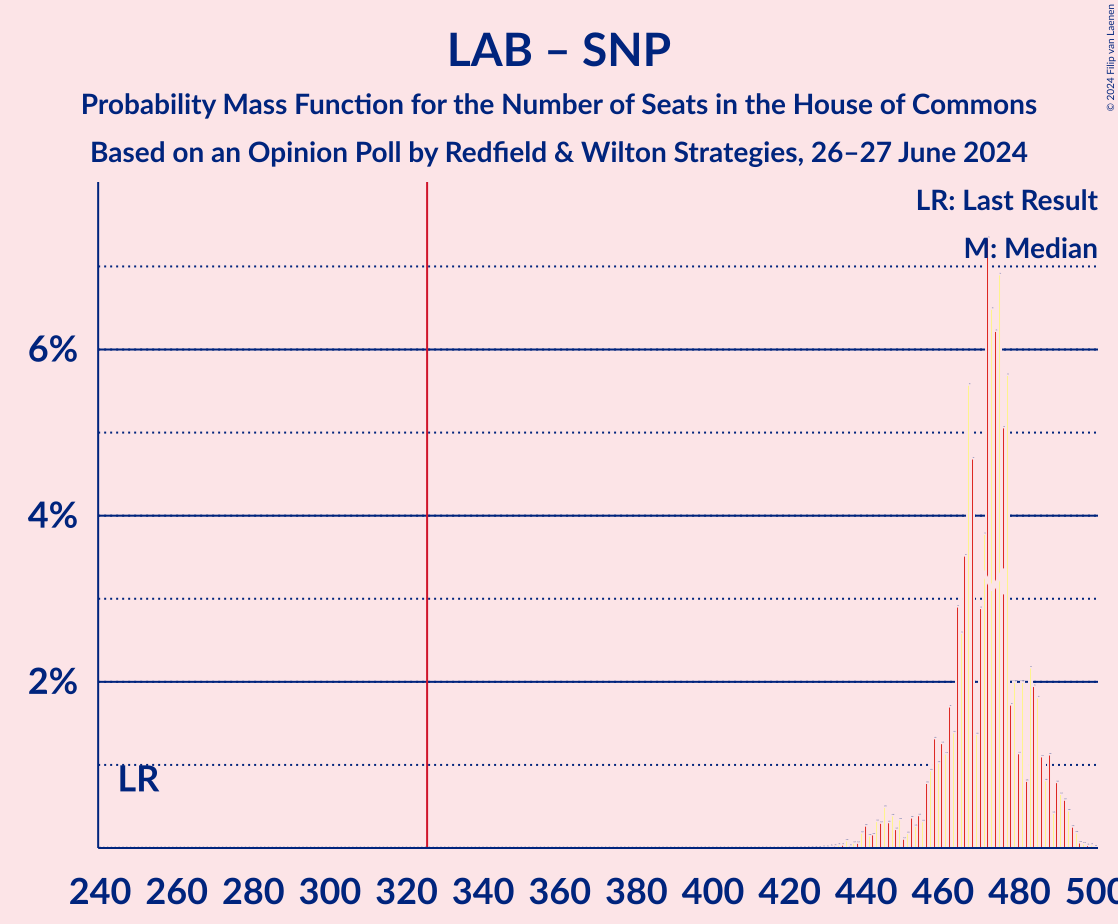 LAB – SNP
Probability Mass Function for the Number of Seats in the House of Commons
Based on an Opinion Poll by Redfield & Wilton Strategies, 26–27 June 2024
© 2024 Filip van Laenen
LR: Last Result
M: Median
6%
4%
2%
LR
240 260 280 300 320 340 360 380 400 420 440 460 480 500